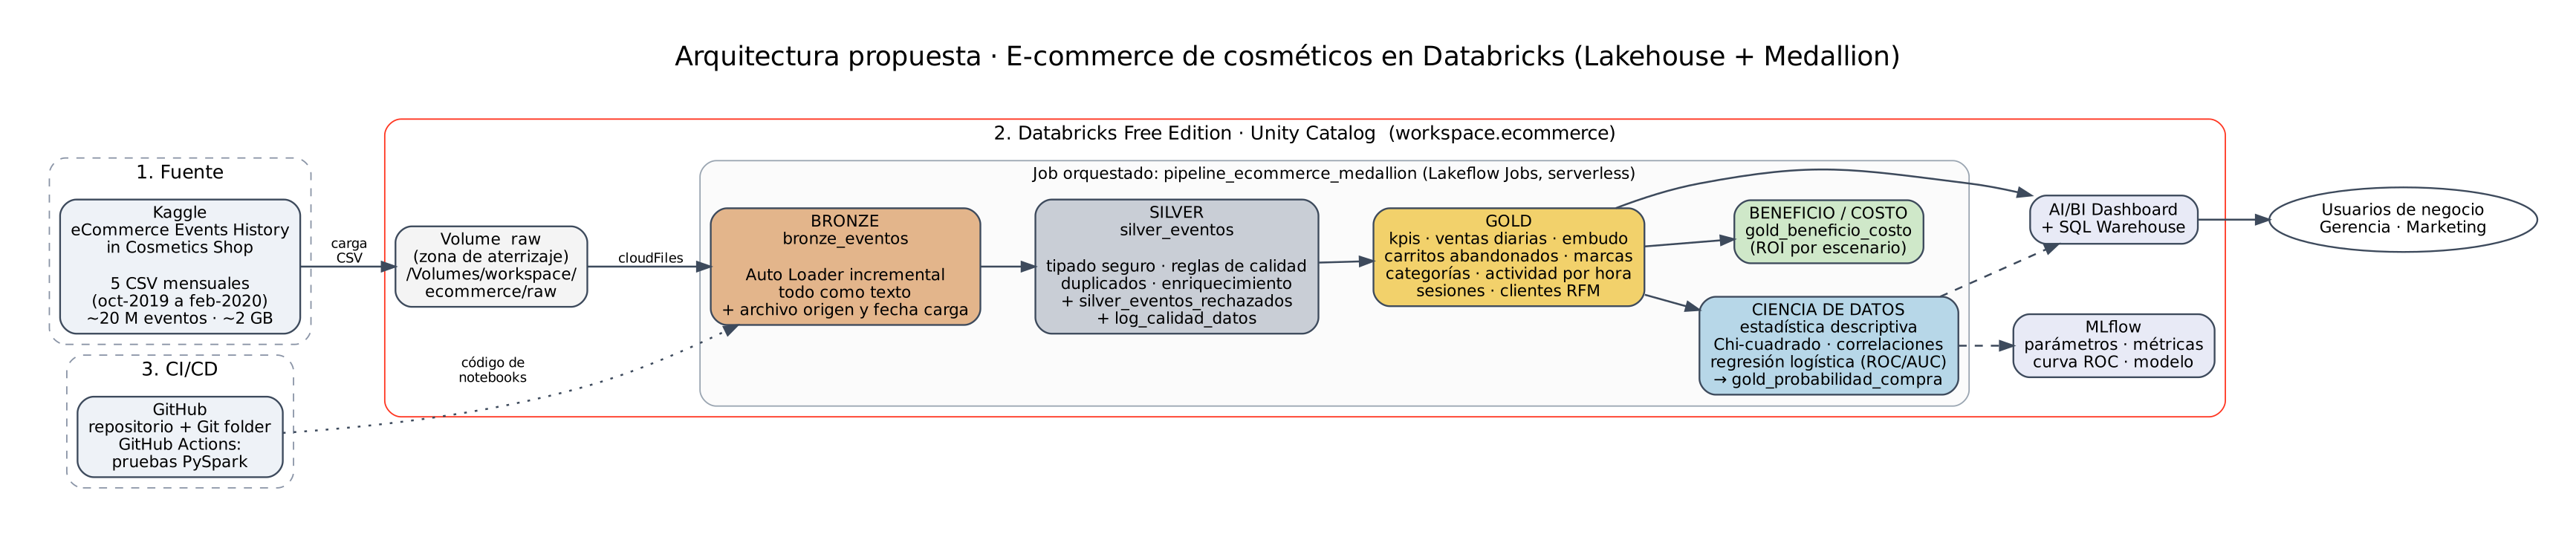 Arquitectura propuesta · E-commerce de cosméticos en Databricks (Lakehouse + Medallion)
1. Fuente
Kaggle
eCommerce Events History
in Cosmetics Shop
5 CSV mensuales
(oct-2019 a feb-2020)
~20 M eventos · ~2 GB
carga
CSV
3. CI/CD
GitHub
repositorio + Git folder
GitHub Actions:
pruebas PySpark
código de
notebooks
2. Databricks Free Edition · Unity Catalog (workspace.ecommerce)
Volume raw
(zona de aterrizaje)
/Volumes/workspace/
ecommerce/raw
cloudFiles
Job orquestado: pipeline_ecommerce_medallion (Lakeflow Jobs, serverless)
BRONZE
bronze_eventos
Auto Loader incremental
todo como texto
+ archivo origen y fecha carga
SILVER
silver_eventos
tipado seguro · reglas de calidad
duplicados · enriquecimiento
+ silver_eventos_rechazados
+ log_calidad_datos
GOLD
kpis · ventas diarias · embudo
carritos abandonados · marcas
categorías · actividad por hora
sesiones · clientes RFM
BENEFICIO / COSTO
gold_beneficio_costo
(ROI por escenario)
CIENCIA DE DATOS
estadística descriptiva
Chi-cuadrado · correlaciones
regresión logística (ROC/AUC)
→ gold_probabilidad_compra
AI/BI Dashboard
+ SQL Warehouse
MLflow
parámetros · métricas
curva ROC · modelo
Usuarios de negocio
Gerencia · Marketing